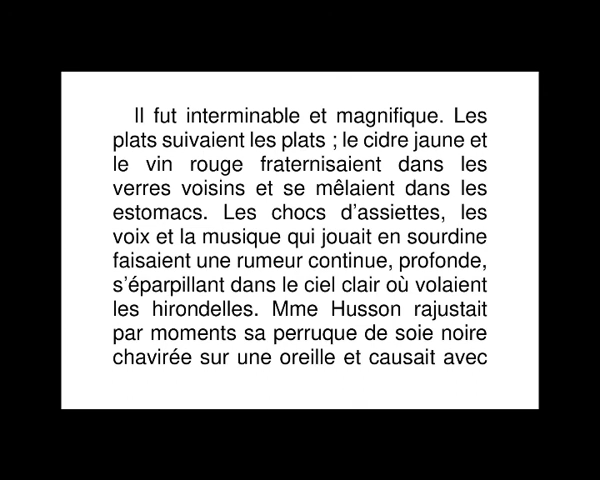 Il fut interminable et magnifique. Les
plats suivaient les plats ; le cidre jaune et
le vin rouge fraternisaient dans les
verres voisins et se mêlaient dans les
estomacs. Les chocs d’assiettes, les
voix et la musique qui jouait en sourdine
faisaient une rumeur continue, profonde,
s’éparpillant dans le ciel clair où volaient
les hirondelles. Mme Husson rajustait
par moments sa perruque de soie noire
chavirée sur une oreille et causait avec